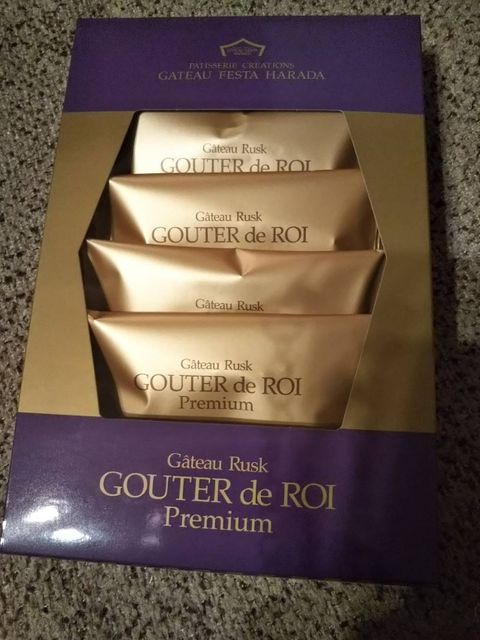 PATISSERIE CREATIONS
GATEAU FESTA HARADA
Gâteau Rusk
GOUTER de ROI
Gâteau Rusk
GOUTER de ROI
Gâteau Rusk
Gâteau Rusk
GOUTER de ROI
Premium
Gâteau Rusk
GOUTER de ROI
Premium